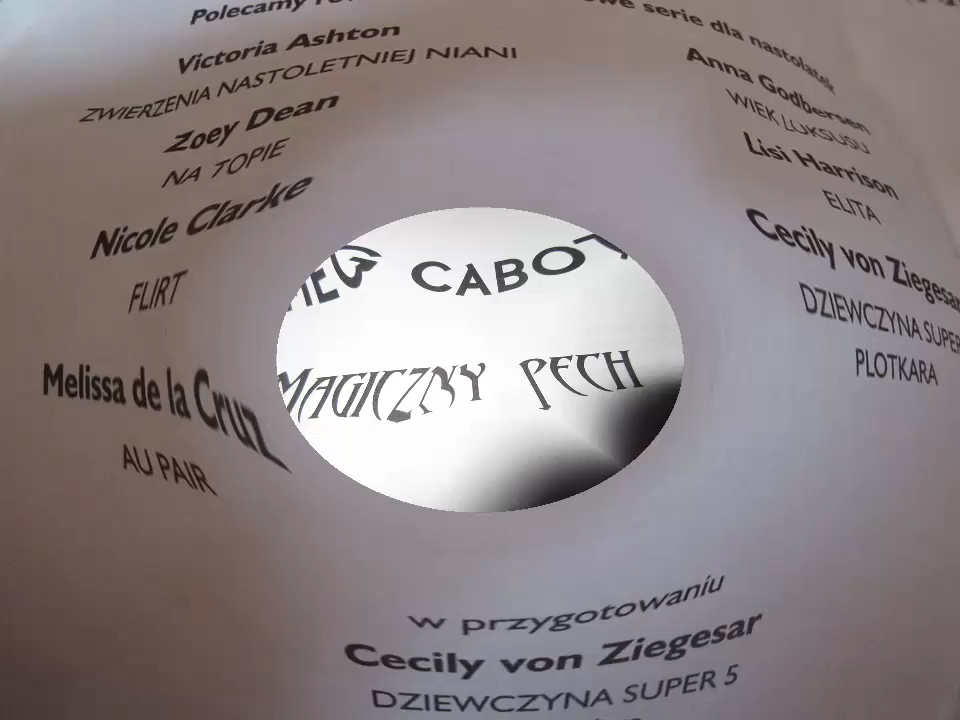 Polecamy
serie dla nastolatek
Victoria Ashton
ZWIERZENIA NASTOLETNIEJ NIANI
Zoey Dean
NA TOPIE
Nicole Clarke
FLIRT
Melissa de la Cruz
AU PAIR
Anna Godbersen
WIEK LUKSUSU
Lisi Harrison
ELITA
Cecily von Ziegesar
DZIEWCZYNA SUPER
PLOTKARA
MEG CABOT
MAGICZNY PECH
w przygotowaniu
Cecily von Ziegesar
DZIEWCZYNA SUPER 5